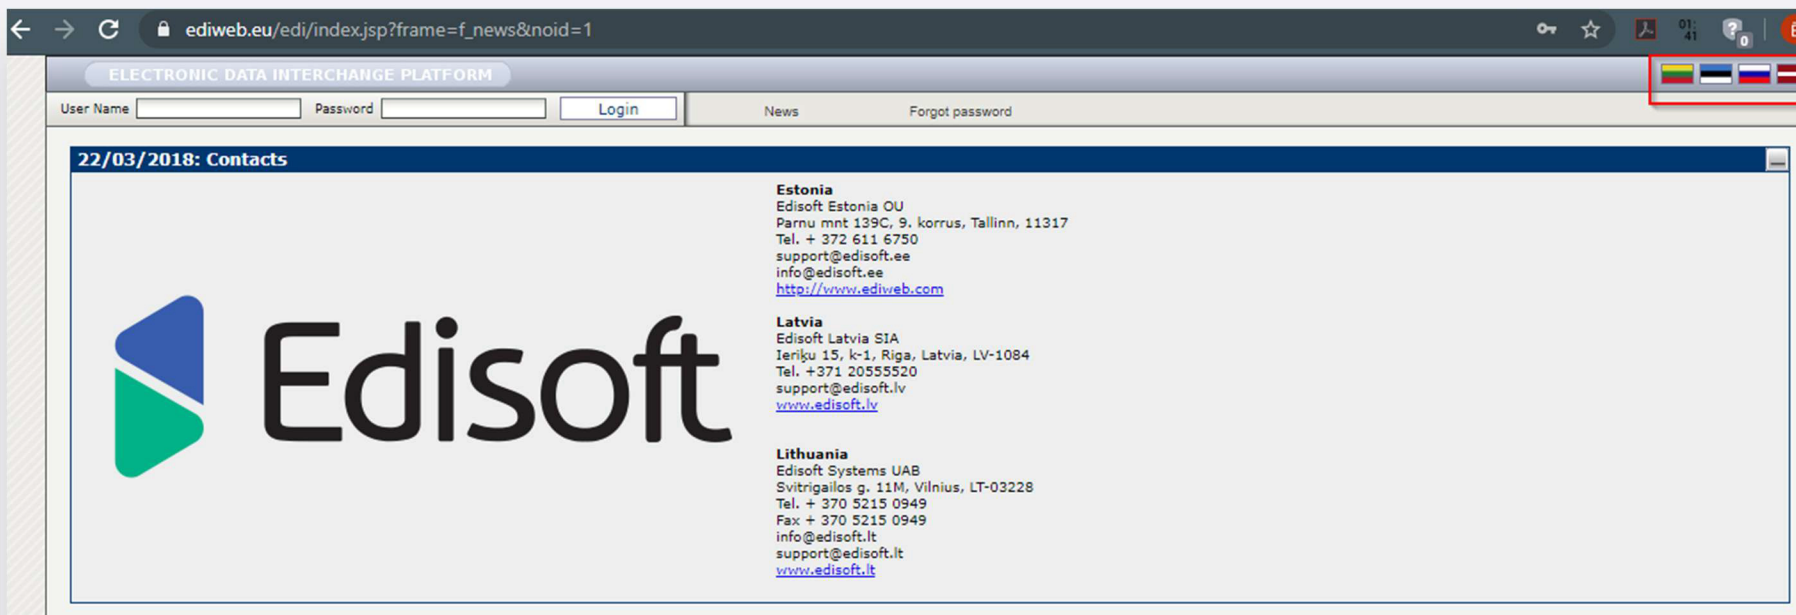 ediweb.eu/edi/index.jsp?frame=f_news&noid=1
01:
41
0
ELECTRONIC DATA INTERCHANGE PLATFORM
User Name Password Login News Forgot password
22/03/2018: Contacts
Edisoft
Estonia
Edisoft Estonia OU
Parnu mnt 139C, 9. korrus, Tallinn, 11317
Tel. + 372 611 6750
support@edisoft.ee
info@edisoft.ee
http://www.ediweb.com
Latvia
Edisoft Latvia SIA
Ieriķu 15, k-1, Riga, Latvia, LV-1084
Tel. +371 20555520
support@edisoft.lv
www.edisoft.lv
Lithuania
Edisoft Systems UAB
Svitrigailos g. 11M, Vilnius, LT-03228
Tel. + 370 5215 0949
Fax + 370 5215 0949
info@edisoft.lt
support@edisoft.lt
www.edisoft.lt